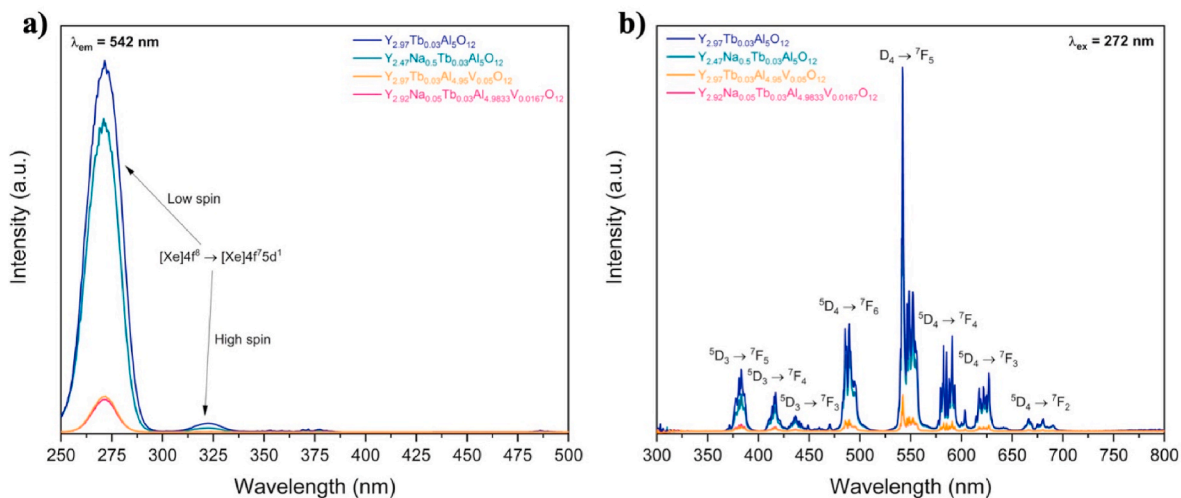 a)
λem = 542 nm
Y2.97Tb0.03Al5O12
Y2.47Na0.5Tb0.03Al5O12
Y2.97Tb0.03Al4.95V0.05O12
Y2.92Na0.05Tb0.03Al4.9833V0.0167O12
Low spin
[Xe]4f8 → [Xe]4f75d1
High spin
Intensity (a.u.)
250 275 300 325 350 375 400 425 450 475 500
Wavelength (nm)
b)
Y2.97Tb0.03Al5O12
Y2.47Na0.5Tb0.03Al5O12
Y2.97Tb0.03Al4.95V0.05O12
Y2.92Na0.05Tb0.03Al4.9833V0.0167O12
D4 → 7F5
λex = 272 nm
5D4 → 7F6
5D4 → 7F4
5D3 → 7F5
5D3 → 7F4
5D3 → 7F3
5D4 → 7F3
5D4 → 7F2
Intensity (a.u.)
300 350 400 450 500 550 600 650 700 750 800
Wavelength (nm)